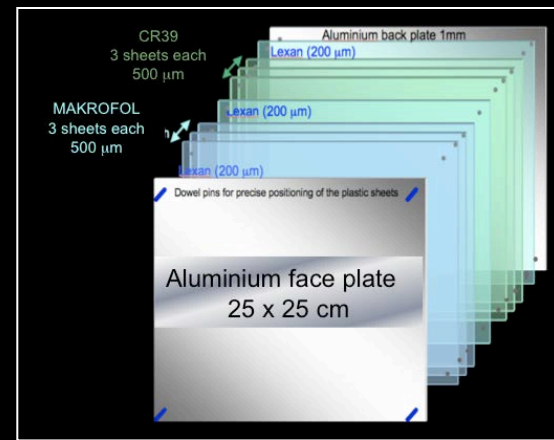 CR39
3 sheets each
500 μm
MAKROFOL
3 sheets each
500 μm
Aluminium back plate 1mm
Lexan (200 μm)
Lexan (200 μm)
Lexan (200 μm)
Dowel pins for precise positioning of the plastic sheets
Aluminium face plate
25 x 25 cm